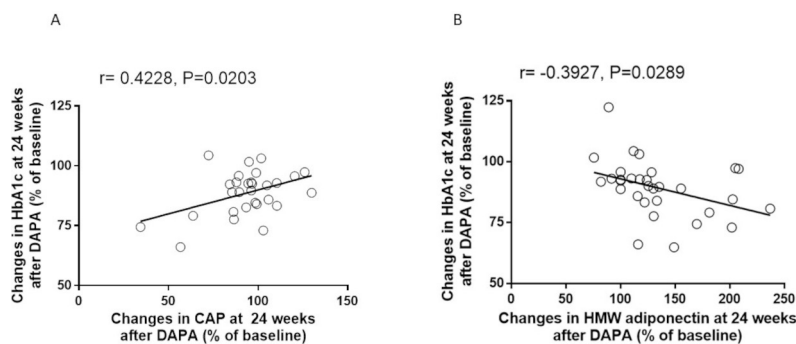 A
r= 0.4228, P=0.0203
Changes in HbA1c at 24 weeks
after DAPA (% of baseline)
125
100
75
50
0
50
100
150
Changes in CAP at 24 weeks
after DAPA (% of baseline)
B
r= -0.3927, P=0.0289
Changes in HbA1c at 24 weeks
after DAPA (% of baseline)
125
100
75
50
0
50
100
150
200
250
Changes in HMW adiponectin at 24 weeks
after DAPA (% of baseline)